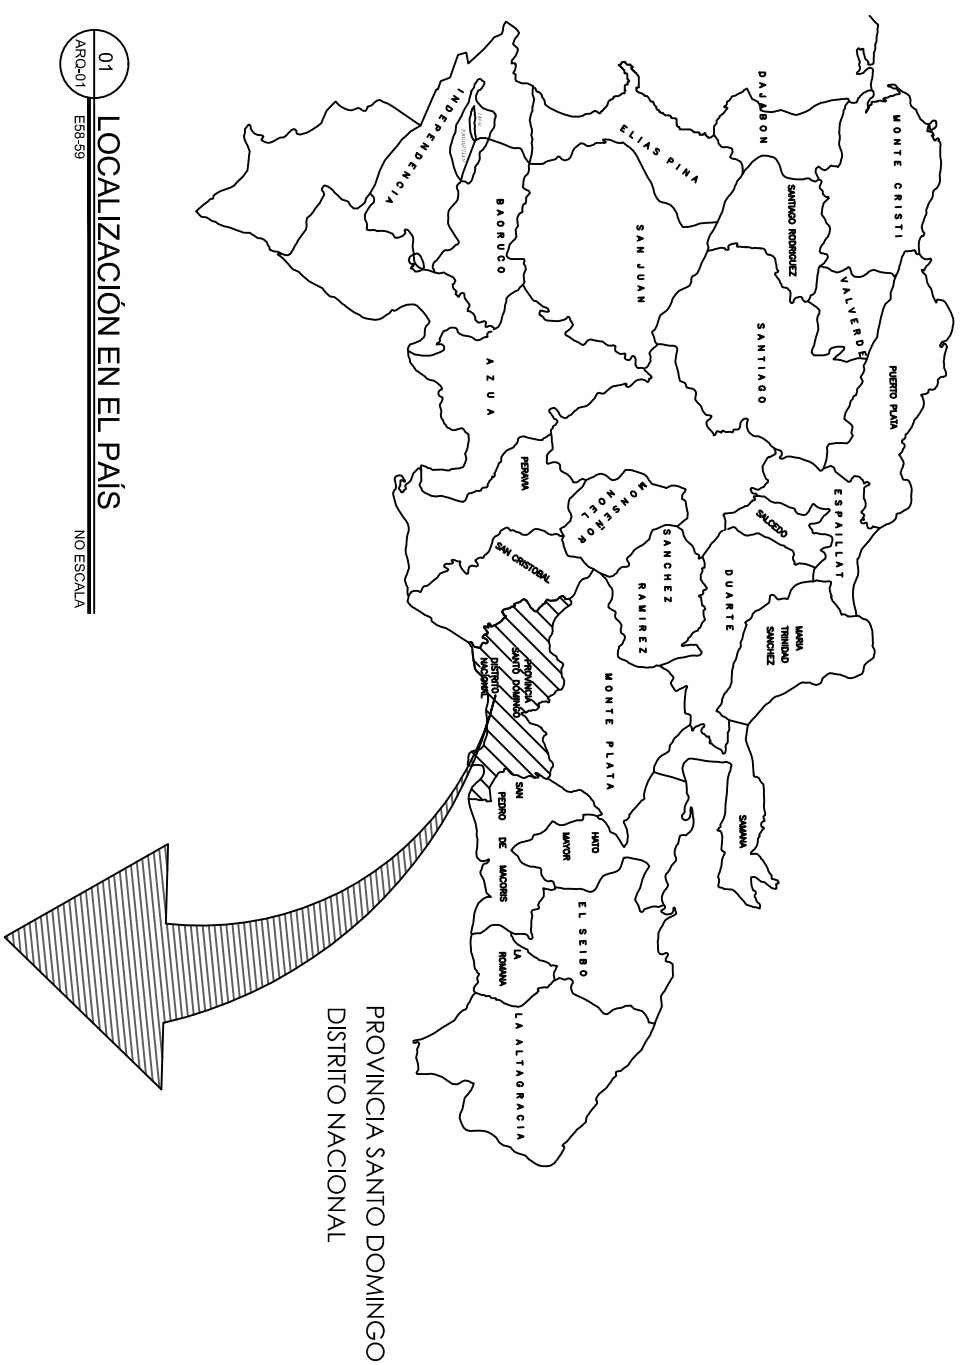 MONTE CRISTI
PUERTO PLATA
DAJABON
SANTIAGO RODRIGUEZ
VALVERDE
ESPAILLAT
SALCEDO
MARIA
TRINIDAD
SANCHEZ
SANTIAGO
DUARTE
SAMANA
ELIAS PIÑA
SAN JUAN
MONSEÑOR
NOEL
SANCHEZ
RAMIREZ
MONTE PLATA
HATO
MAYOR
EL SEIBO
INDEPENDENCIA
LAGO
BAORUCO
AZUA
PERAVIA
SAN CRISTOBAL
PROVINCIA
SANTO DOMINGO
DISTRITO
NACIONAL
SAN
PEDRO DE MACORIS
LA
ROMANA
LA ALTAGRACIA
PROVINCIA SANTO DOMINGO
DISTRITO NACIONAL
01
ARQ-01
LOCALIZACIÓN EN EL PAÍS
E58-59
NO ESCALA